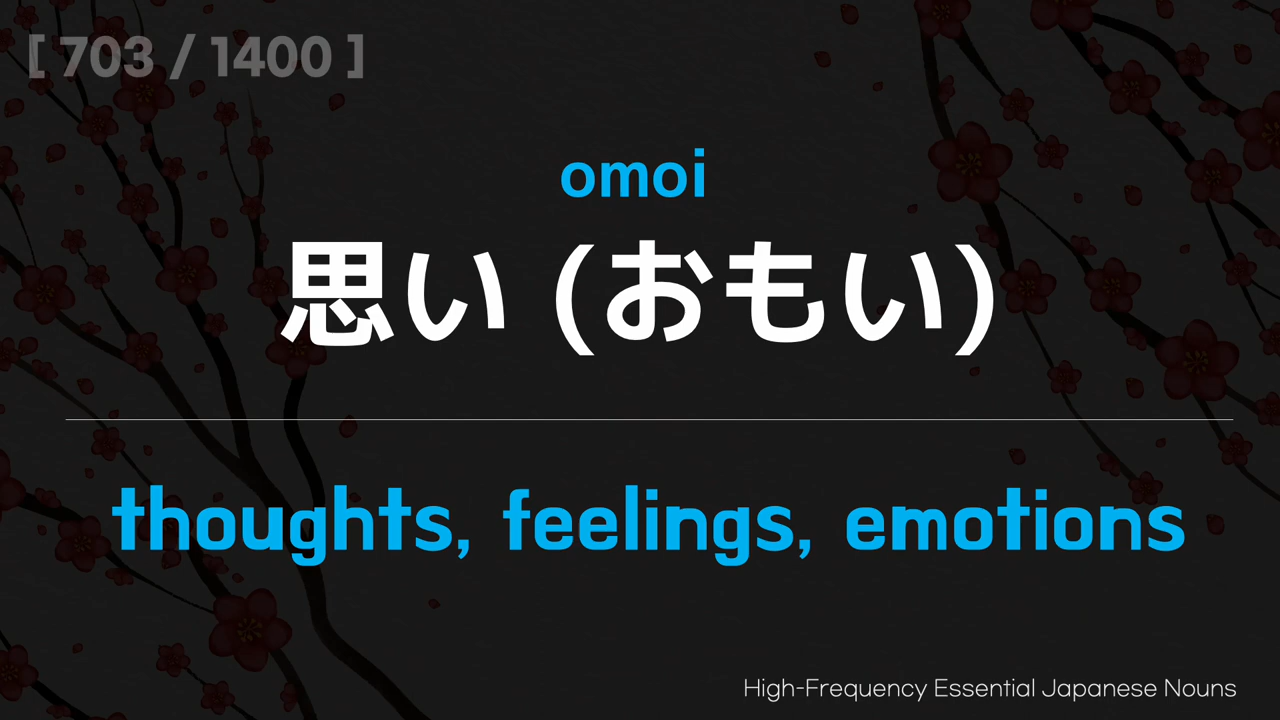 [ 703 / 1400 ]
omoi
思い (おもい)
thoughts, feelings, emotions
High-Frequency Essential Japanese Nouns